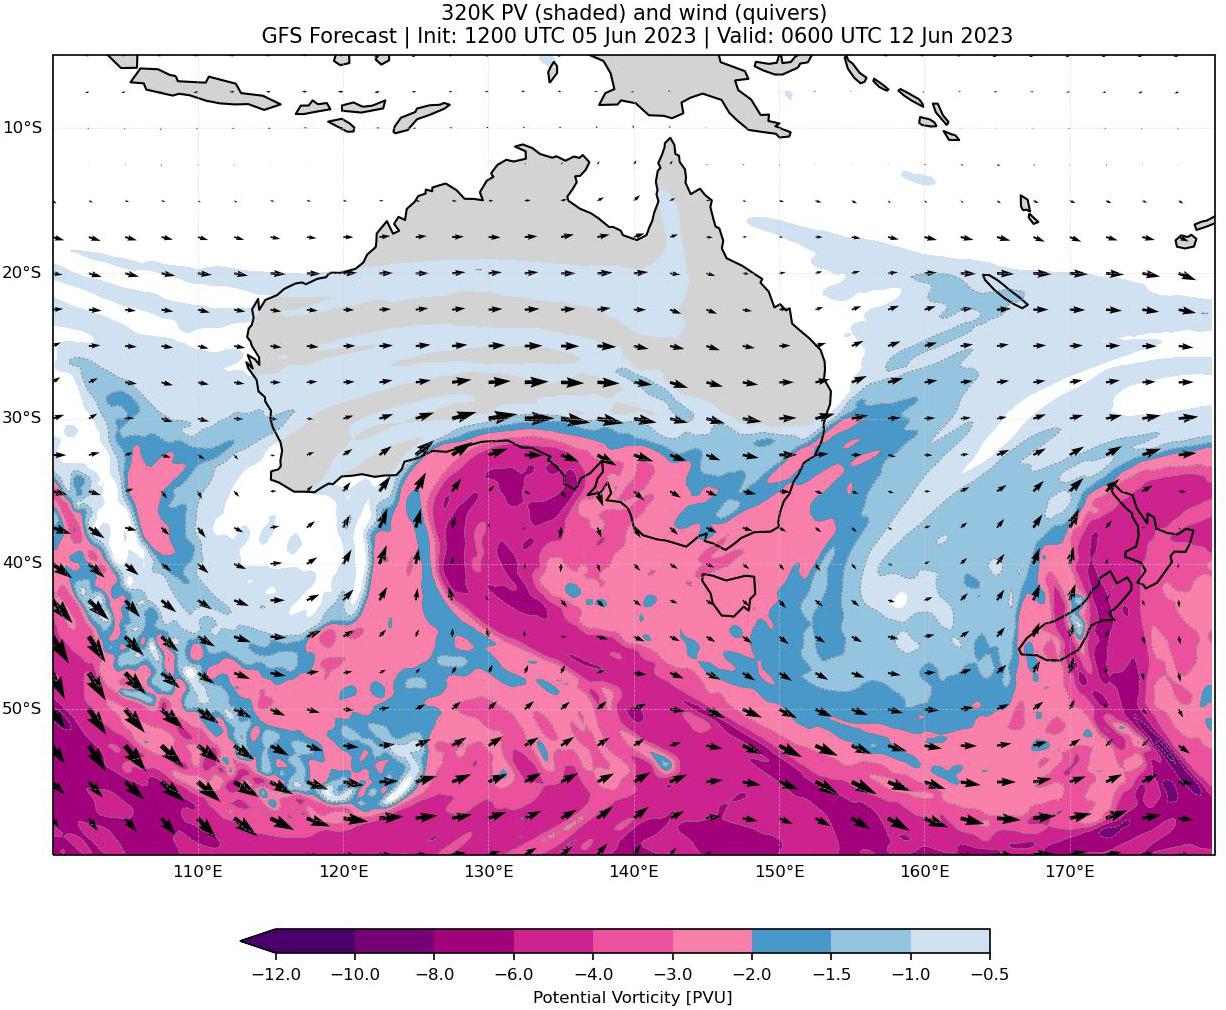 320K PV (shaded) and wind (quivers)
GFS Forecast | Init: 1200 UTC 05 Jun 2023 | Valid: 0600 UTC 12 Jun 2023
10°S
20°S
30°S
40°S
50°S
110°E 120°E 130°E 140°E 150°E 160°E 170°E
−12.0 −10.0 −8.0 −6.0 −4.0 −3.0 −2.0 −1.5 −1.0 −0.5
Potential Vorticity [PVU]